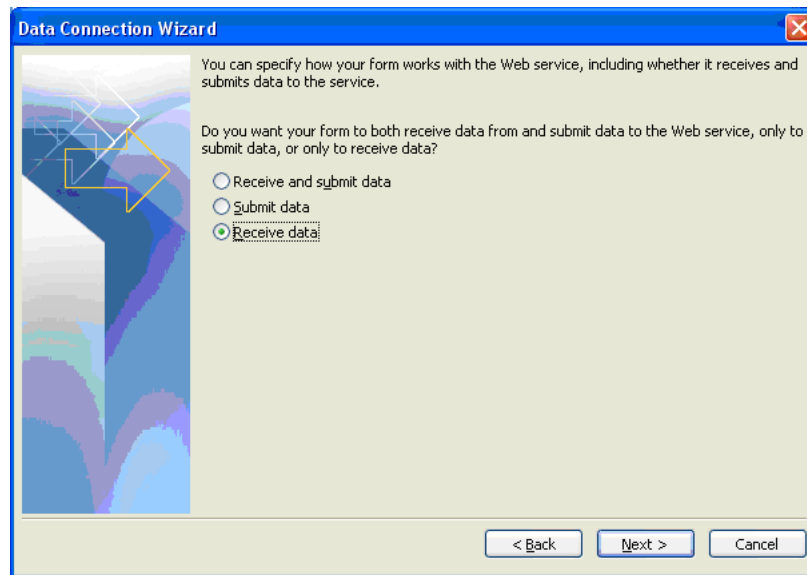 Data Connection Wizard
You can specify how your form works with the Web service, including whether it receives and
submits data to the service.
Do you want your form to both receive data from and submit data to the Web service, only to
submit data, or only to receive data?
Receive and submit data
Submit data
Receive data
< Back
Next >
Cancel